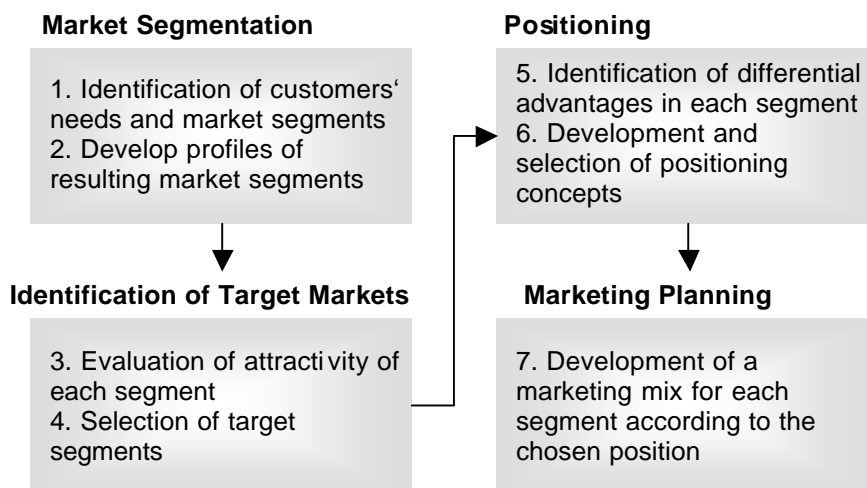 Market Segmentation
1. Identification of customers‘
needs and market segments
2. Develop profiles of
resulting market segments
Identification of Target Markets
3. Evaluation of attractivity of
each segment
4. Selection of target
segments
Positioning
5. Identification of differential
advantages in each segment
6. Development and
selection of positioning
concepts
Marketing Planning
7. Development of a
marketing mix for each
segment according to the
chosen position